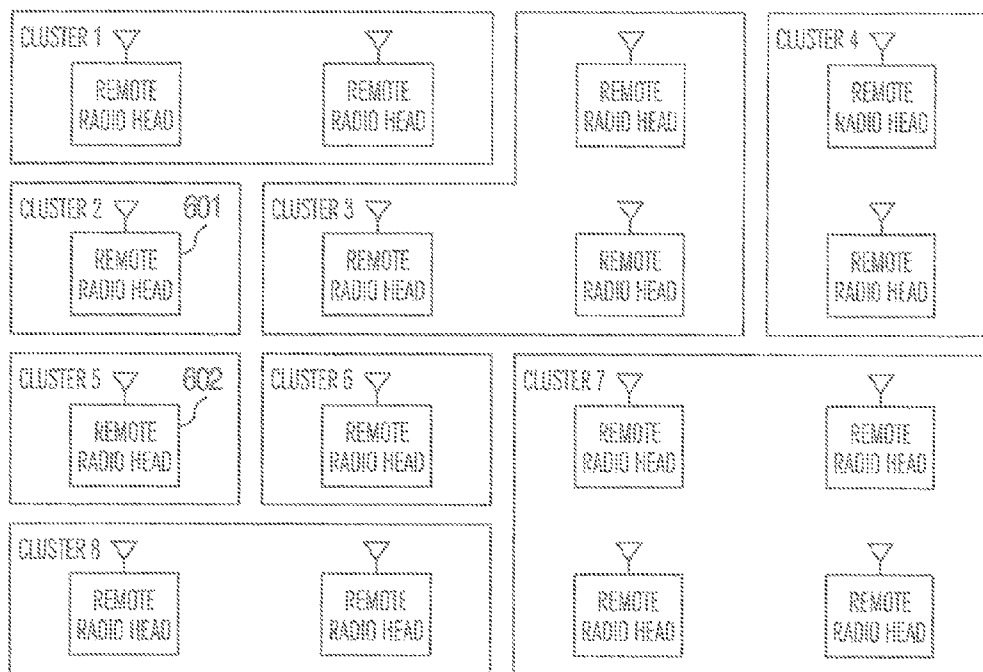 CLUSTER 1
REMOTE
RADIO HEAD
REMOTE
RADIO HEAD
REMOTE
RADIO HEAD
CLUSTER 4
REMOTE
RADIO HEAD
CLUSTER 2
601
REMOTE
RADIO HEAD
CLUSTER 3
REMOTE
RADIO HEAD
REMOTE
RADIO HEAD
REMOTE
RADIO HEAD
CLUSTER 5
602
REMOTE
RADIO HEAD
CLUSTER 6
REMOTE
RADIO HEAD
CLUSTER 7
REMOTE
RADIO HEAD
REMOTE
RADIO HEAD
CLUSTER 8
REMOTE
RADIO HEAD
REMOTE
RADIO HEAD
REMOTE
RADIO HEAD
REMOTE
RADIO HEAD